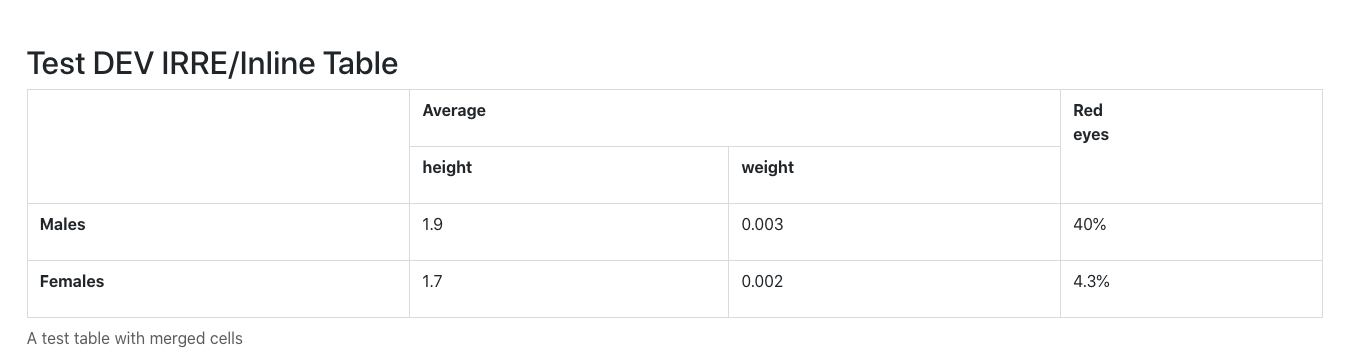 Test DEV IRRE/Inline Table
Average
Red
eyes
height weight
Males 1.9 0.003 40%
Females 1.7 0.002 4.3%
A test table with merged cells